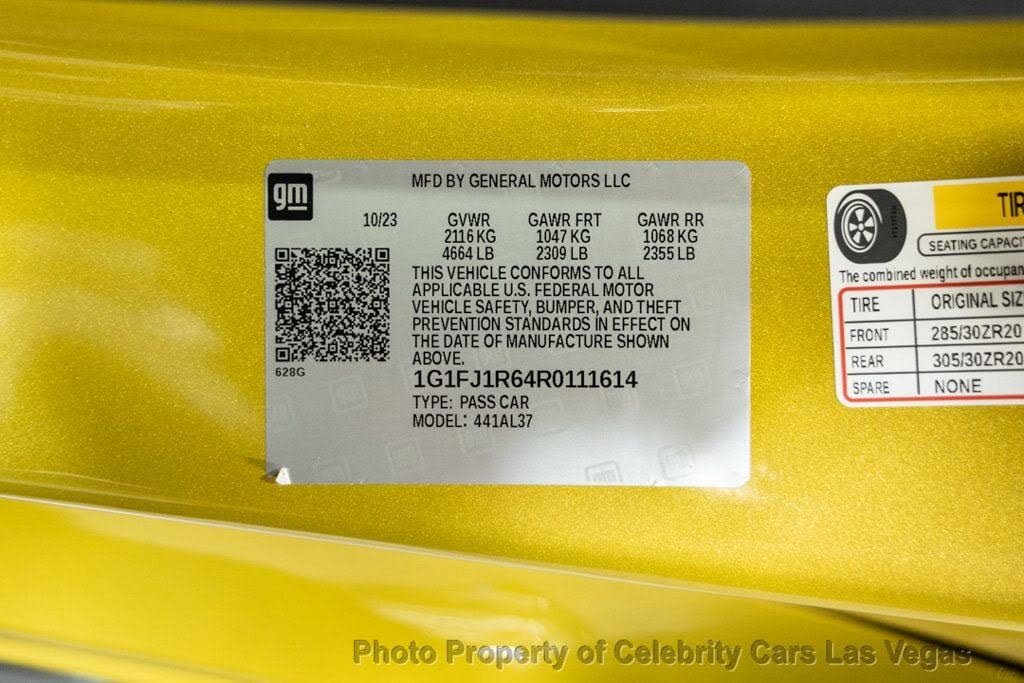 gm
MFD BY GENERAL MOTORS LLC
10/23 GVWR GAWR FRT GAWR RR
2116 KG 1047 KG 1068 KG
4664 LB 2309 LB 2355 LB
THIS VEHICLE CONFORMS TO ALL
APPLICABLE U.S. FEDERAL MOTOR
VEHICLE SAFETY, BUMPER, AND THEFT
PREVENTION STANDARDS IN EFFECT ON
THE DATE OF MANUFACTURE SHOWN
ABOVE.
628G
1G1FJ1R64R0111614
TYPE: PASS CAR
MODEL: 441AL37
TIR
SEATING CAPACIT
The combined weight of occupan
TIRE ORIGINAL SIZ
FRONT 285/30ZR20
REAR 305/30ZR20
SPARE NONE
Photo Property of Celebrity Cars Las Vegas